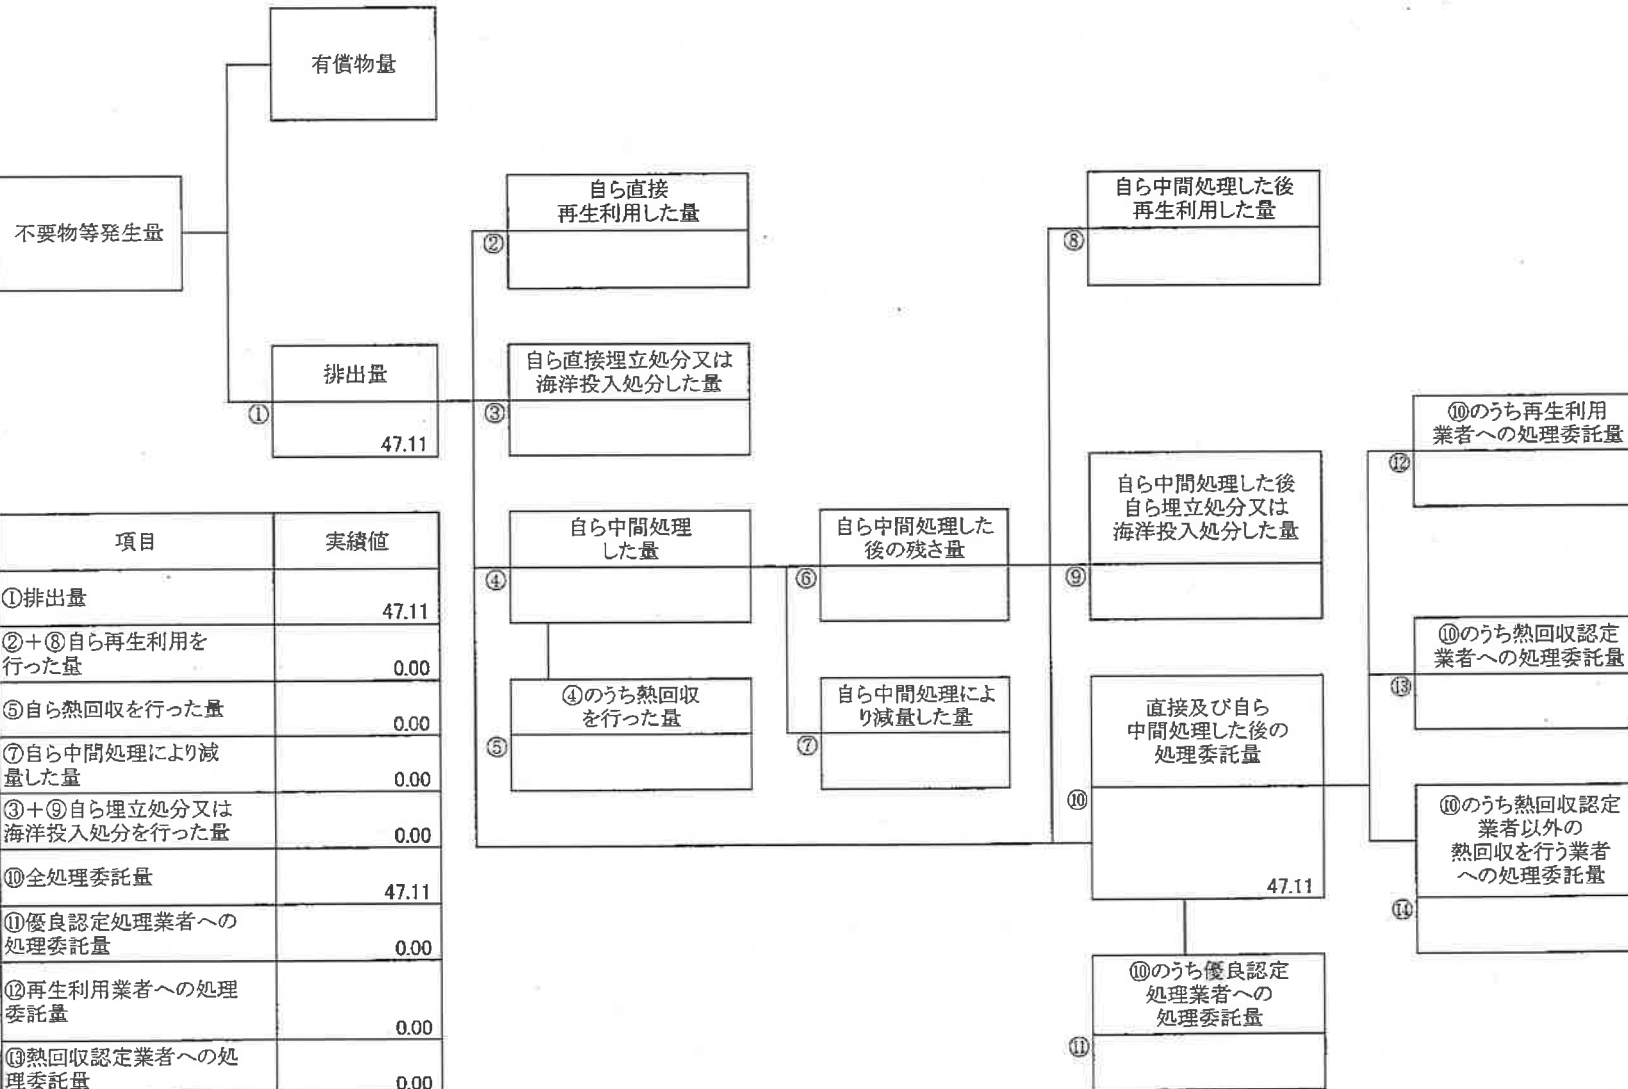 有償物量
不要物等発生量
排出量
①
47.11
自ら直接
再生利用した量
②
自ら直接埋立処分又は
海洋投入処分した量
③
自ら中間処理
した量
④
④のうち熱回収
を行った量
⑤
自ら中間処理した
後の残さ量
⑥
自ら中間処理によ
り減量した量
⑦
自ら中間処理した後
再生利用した量
⑧
自ら中間処理した後
自ら埋立処分又は
海洋投入処分した量
⑨
直接及び自ら
中間処理した後の
処理委託量
⑩
47.11
⑩のうち優良認定
処理業者への
処理委託量
⑪
⑩のうち再生利用
業者への処理委託量
⑫
⑩のうち熱回収認定
業者への処理委託量
⑬
⑩のうち熱回収認定
業者以外の
熱回収を行う業者
への処理委託量
⑭
項目 実績値
①排出量
47.11
②+⑧自ら再生利用を
行った量
0.00
⑤自ら熱回収を行った量
0.00
⑦自ら中間処理により減
量した量
0.00
③+⑨自ら埋立処分又は
海洋投入処分を行った量
0.00
⑩全処理委託量
47.11
⑪優良認定処理業者への
処理委託量
0.00
⑫再生利用業者への処理
委託量
0.00
⑬熱回収認定業者への処
理委託量
0.00